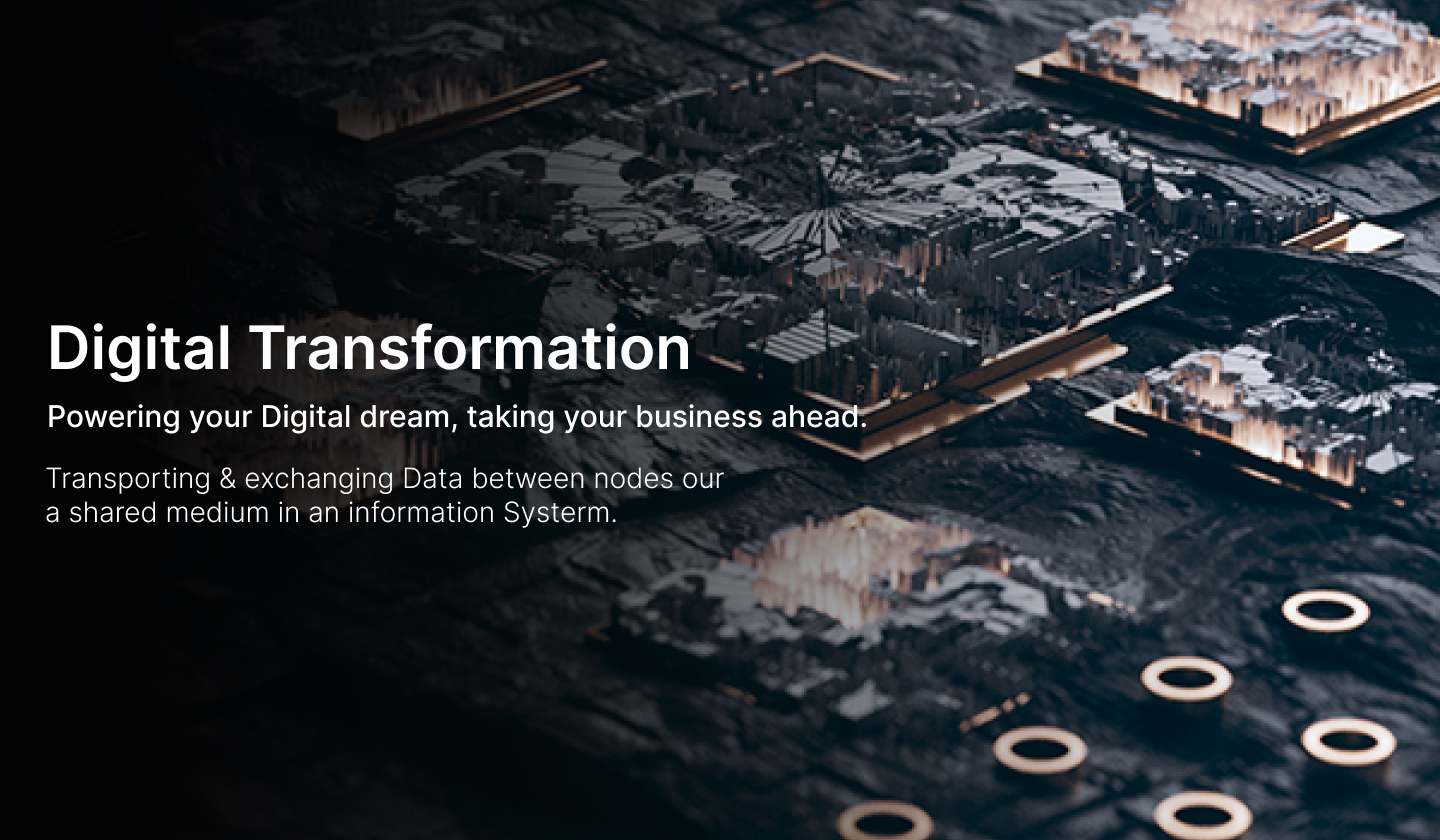 Digital Transformation
Powering your Digital dream, taking your business ahead.
Transporting & exchanging Data between nodes our
a shared medium in an information Systerm.